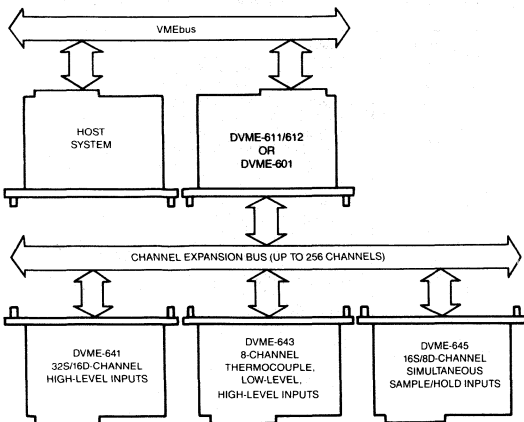 VMEbus
HOST
SYSTEM
DVME-611/612
OR
DVME-601
CHANNEL EXPANSION BUS (UP TO 256 CHANNELS)
DVME-641
32S/16D-CHANNEL
HIGH-LEVEL INPUTS
DVME-643
8-CHANNEL
THERMOCOUPLE,
LOW-LEVEL,
HIGH-LEVEL INPUTS
DVME-645
16S/8D-CHANNEL
SIMULTANEOUS
SAMPLE/HOLD INPUTS